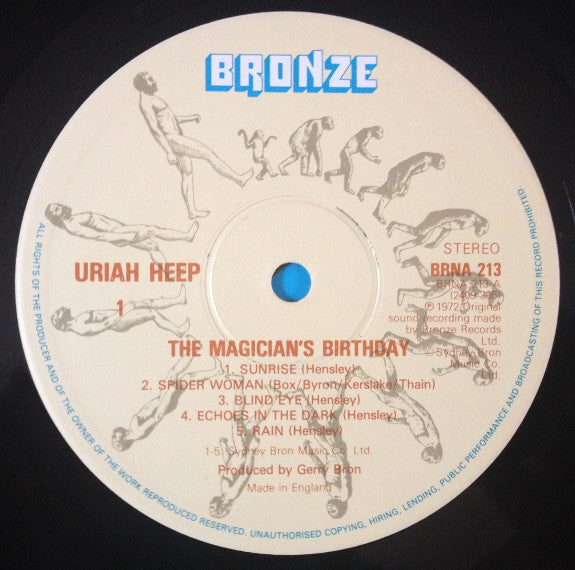 BRONZE
URIAH HEEP
1
STEREO
BRNA 213
BRNA 213 A
(2409 395)
℗ 1972 Original
sound recording made
by Bronze Records
Ltd.
© Sydney Bron
Music Co.
Ltd.
THE MAGICIAN'S BIRTHDAY
1. SUNRISE (Hensley)
2. SPIDER WOMAN (Box/Byron/Kerslake/Thain)
3. BLIND EYE (Hensley)
4. ECHOES IN THE DARK (Hensley)
5. RAIN (Hensley)
1-5: Sydney Bron Music Co. Ltd.
Produced by Gerry Bron
Made in England
ALL RIGHTS OF THE PRODUCER AND OF THE OWNER OF THE WORK REPRODUCED RESERVED. UNAUTHORISED COPYING, HIRING, LENDING, PUBLIC PERFORMANCE AND BROADCASTING OF THIS RECORD PROHIBITED.